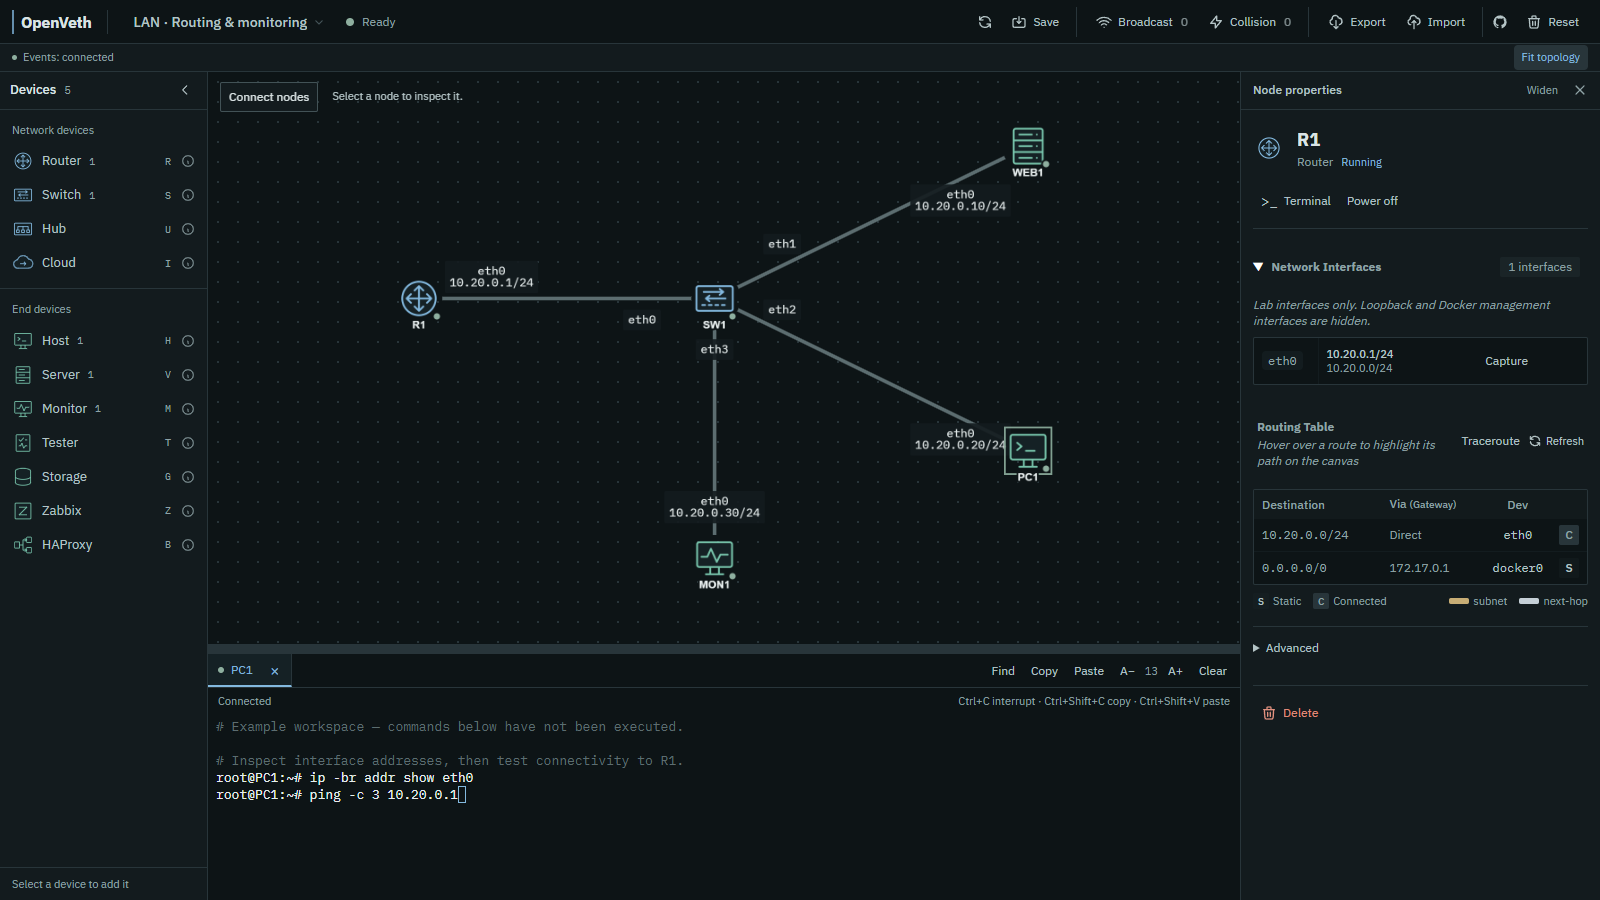 OpenVeth
LAN · Routing & monitoring
Ready
Save
Broadcast 0
Collision 0
Export
Import
Reset
Events: connected
Fit topology
Devices 5
Network devices
Router 1 R
Switch 1 S
Hub U
Cloud I
End devices
Host 1 H
Server 1 V
Monitor 1 M
Tester T
Storage G
Zabbix Z
HAProxy B
Select a device to add it
Connect nodes
Select a node to inspect it.
WEB1
eth0
10.20.0.10/24
eth1
eth0
10.20.0.1/24
R1
eth0
SW1
eth2
eth3
eth0
10.20.0.20/24
PC1
eth0
10.20.0.30/24
MON1
PC1 ×
Find Copy Paste A− 13 A+ Clear
Connected
Ctrl+C interrupt · Ctrl+Shift+C copy · Ctrl+Shift+V paste
# Example workspace — commands below have not been executed.
# Inspect interface addresses, then test connectivity to R1.
root@PC1:~# ip -br addr show eth0
root@PC1:~# ping -c 3 10.20.0.1
Node properties
Widen
R1
Router Running
>_ Terminal
Power off
Network Interfaces
1 interfaces
Lab interfaces only. Loopback and Docker management
interfaces are hidden.
eth0
10.20.0.1/24
10.20.0.0/24
Capture
Routing Table
Hover over a route to highlight its
path on the canvas
Traceroute
Refresh
Destination Via (Gateway) Dev
10.20.0.0/24 Direct eth0 C
0.0.0.0/0 172.17.0.1 docker0 S
S Static C Connected
subnet next-hop
Advanced
Delete